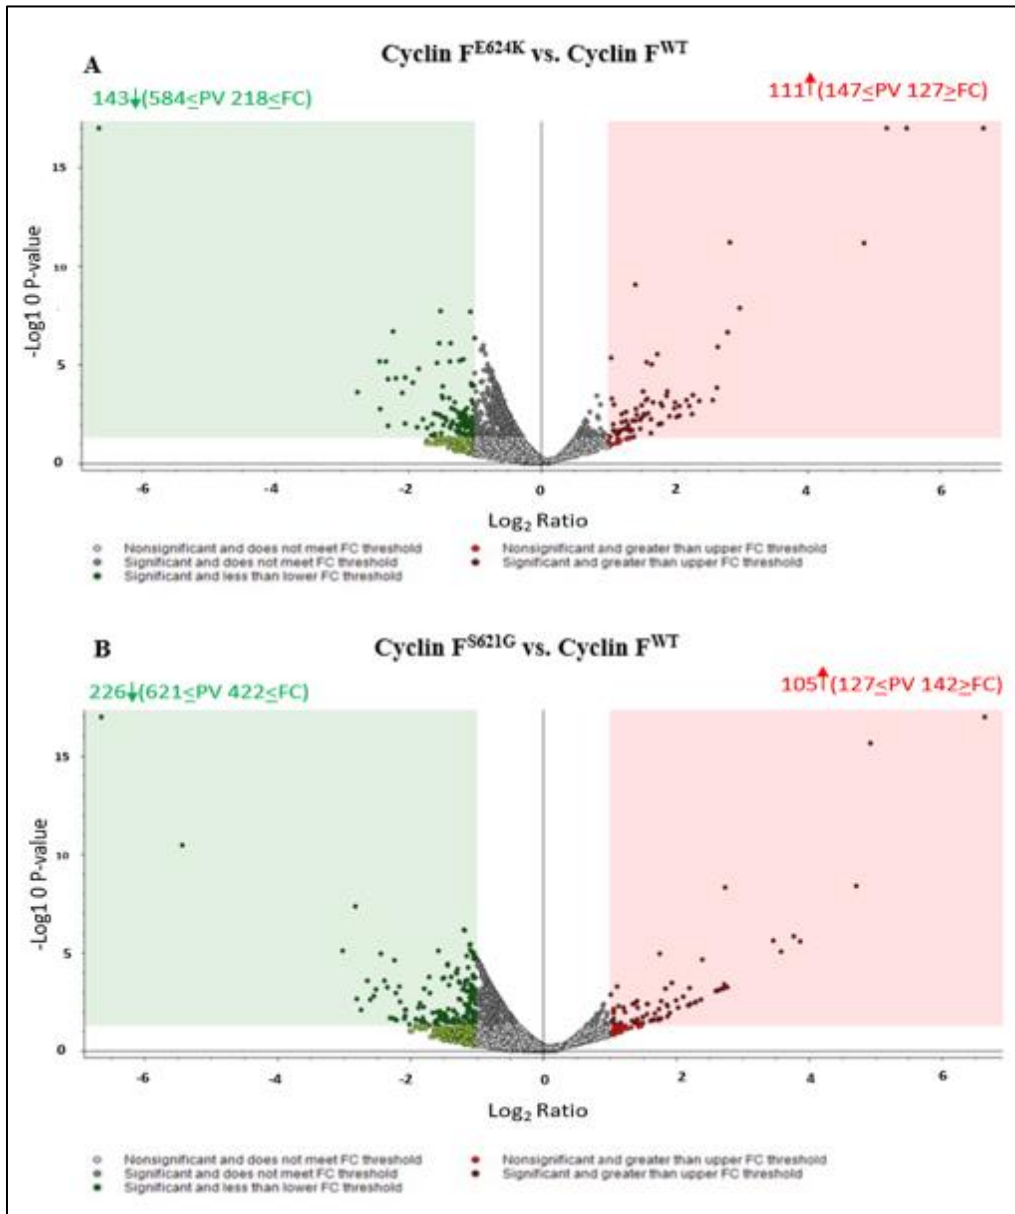 Cyclin F^E624K vs. Cyclin F^WT
A
143↓(584≤PV 218≤FC)
111↑(147≤PV 127≥FC)
15
10
5
0
-Log1 0 P-value
-6 -4 -2 0 2 4 6
Log₂ Ratio
Nonsignificant and does not meet FC threshold
Significant and does not meet FC threshold
Significant and less than lower FC threshold
Nonsignificant and greater than upper FC threshold
Significant and greater than upper FC threshold
B
Cyclin F^S621G vs. Cyclin F^WT
226↓(621≤PV 422≤FC)
105↑(127≤PV 142≥FC)
15
10
5
0
-Log1 0 P-value
-6 -4 -2 0 2 4 6
Log₂ Ratio
Nonsignificant and does not meet FC threshold
Significant and does not meet FC threshold
Significant and less than lower FC threshold
Nonsignificant and greater than upper FC threshold
Significant and greater than upper FC threshold